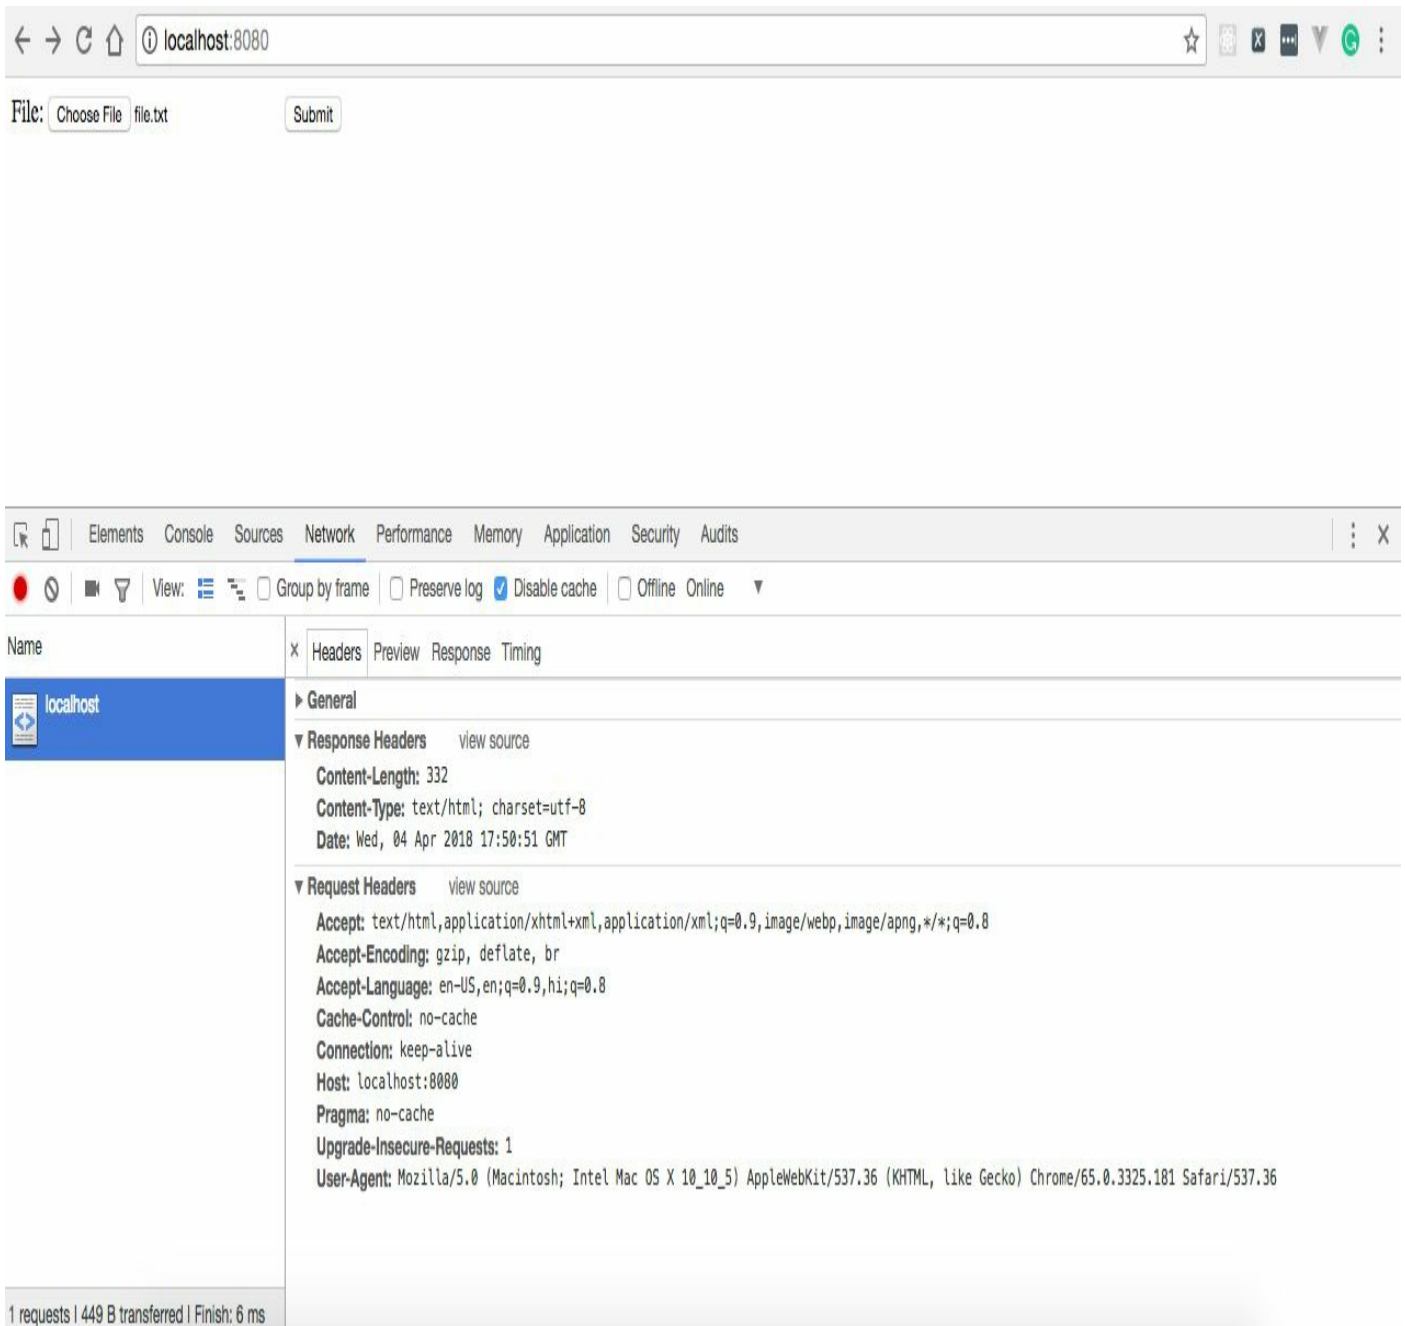 localhost:8080
File: Choose File file.txt Submit
Elements Console Sources Network Performance Memory Application Security Audits
View: Group by frame Preserve log Disable cache Offline Online
Name
Headers Preview Response Timing
localhost
General
Response Headers view source
Content-Length: 332
Content-Type: text/html; charset=utf-8
Date: Wed, 04 Apr 2018 17:50:51 GMT
Request Headers view source
Accept: text/html,application/xhtml+xml,application/xml;q=0.9,image/webp,image/apng,*/*;q=0.8
Accept-Encoding: gzip, deflate, br
Accept-Language: en-US,en;q=0.9,hi;q=0.8
Cache-Control: no-cache
Connection: keep-alive
Host: localhost:8080
Pragma: no-cache
Upgrade-Insecure-Requests: 1
User-Agent: Mozilla/5.0 (Macintosh; Intel Mac OS X 10_10_5) AppleWebKit/537.36 (KHTML, like Gecko) Chrome/65.0.3325.181 Safari/537.36
1 requests | 449 B transferred | Finish: 6 ms